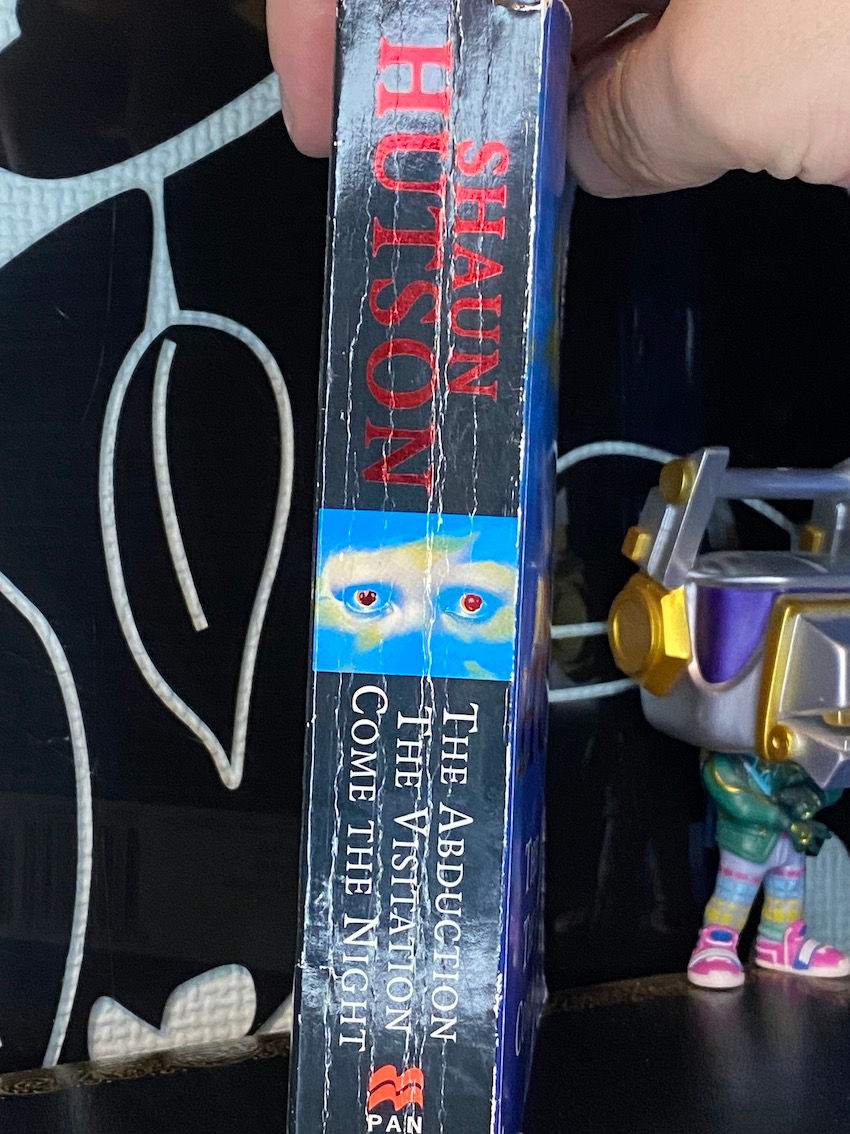 SHAUN
HUTSON
THE ABDUCTION
THE VISITATION
COME THE NIGHT
PAN